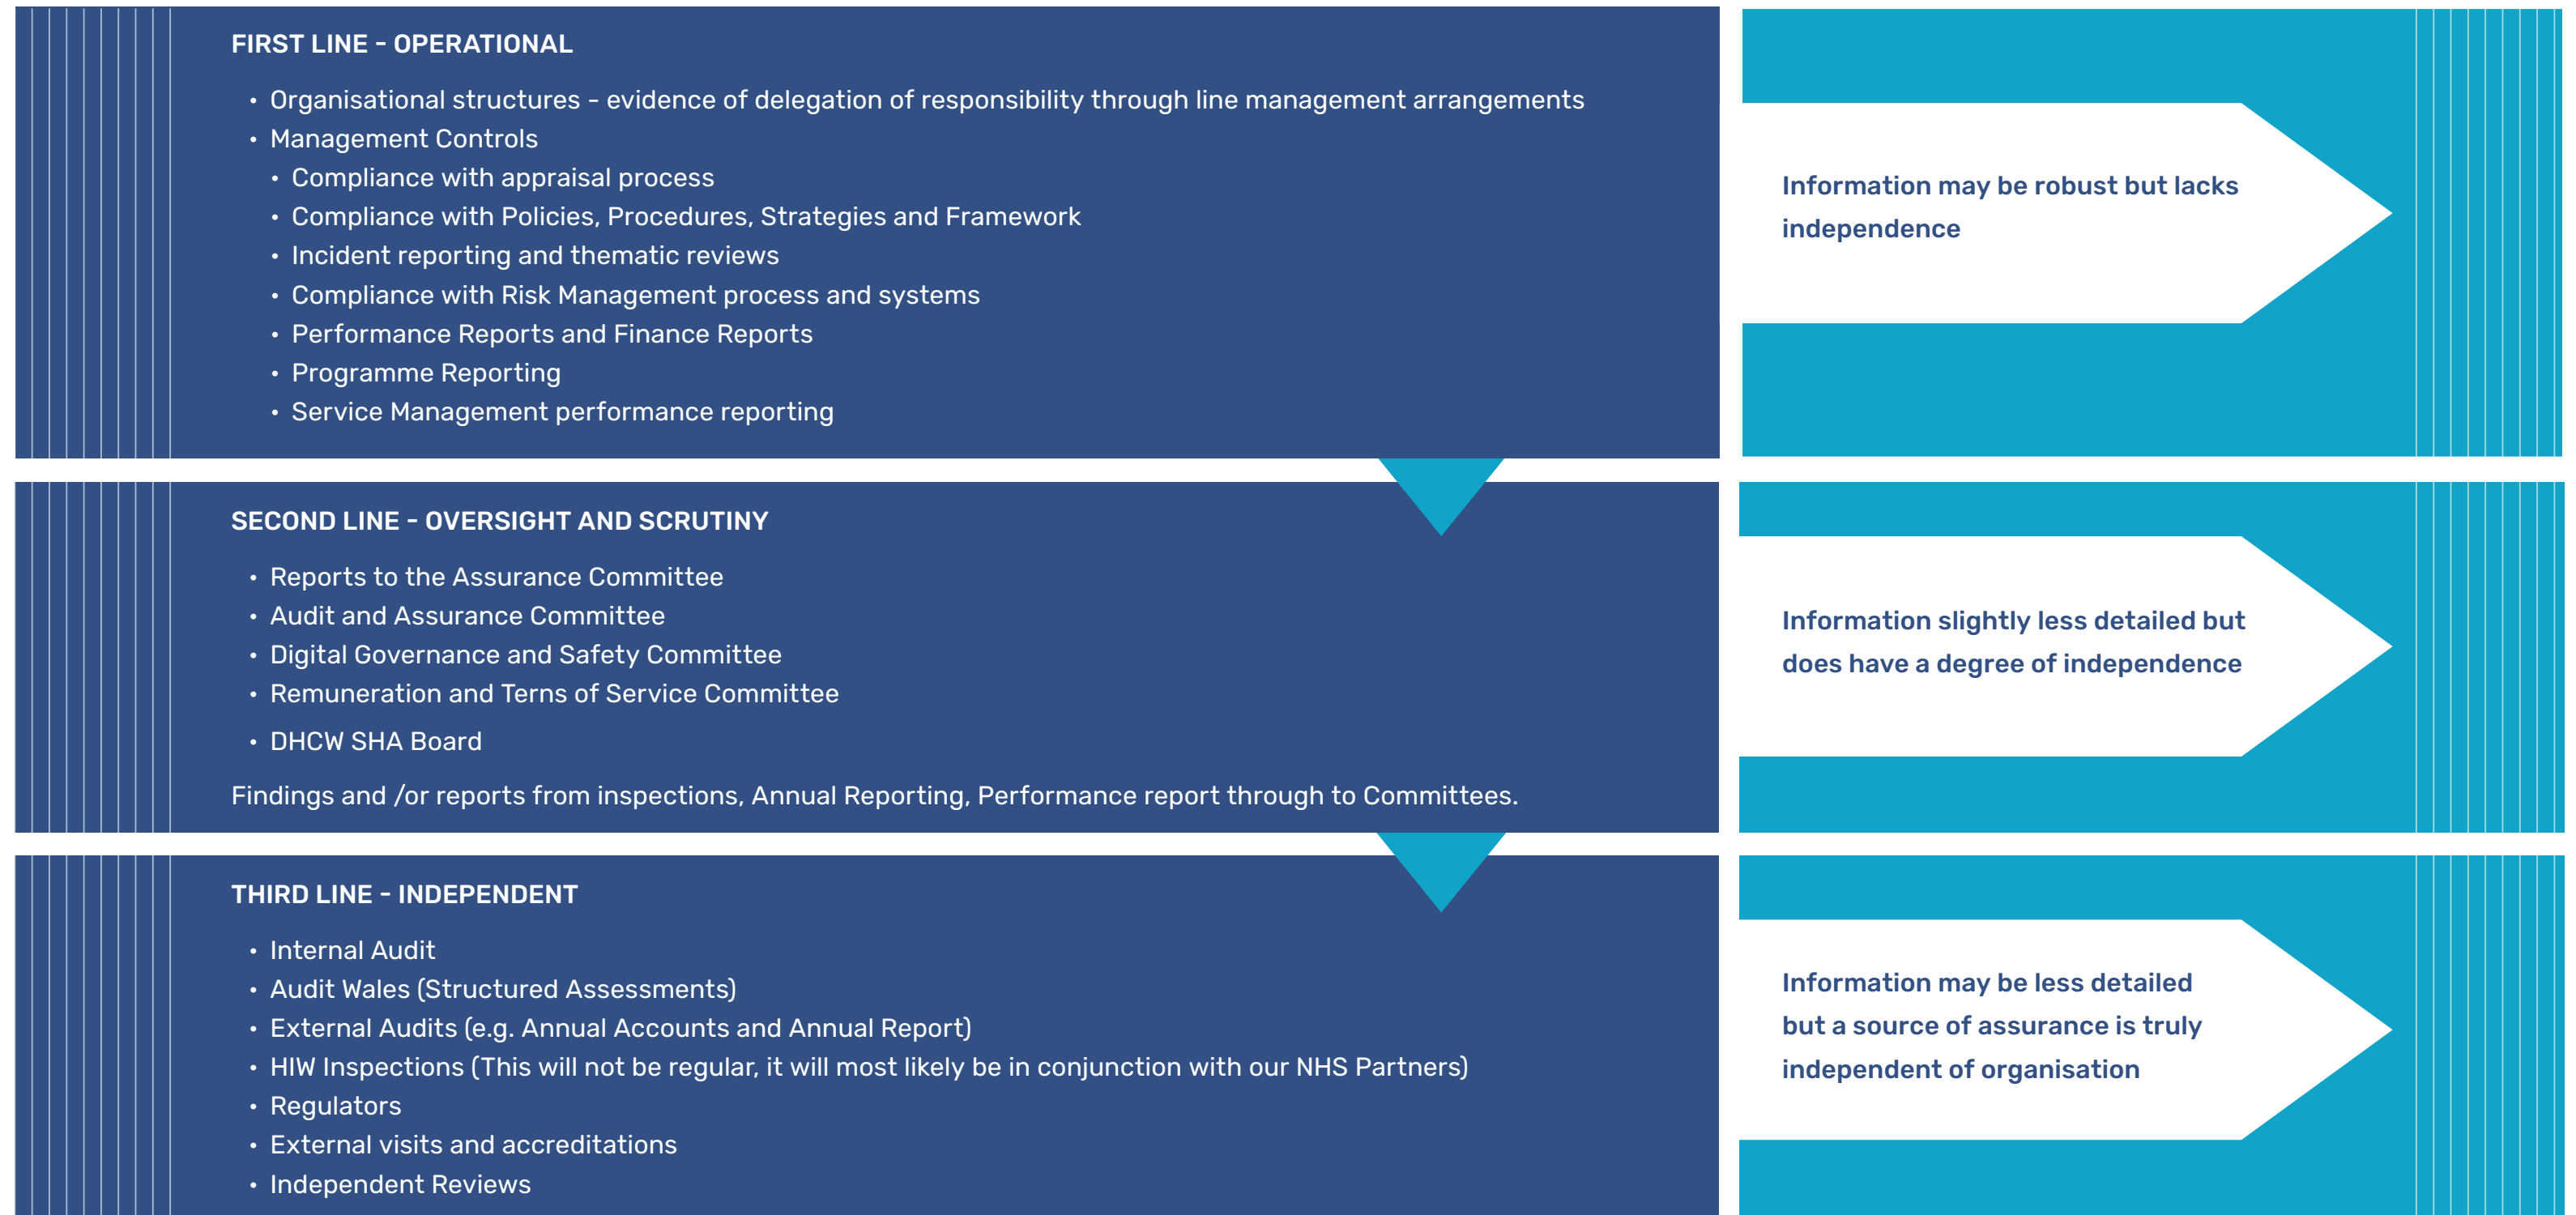 FIRST LINE - OPERATIONAL
• Organisational structures - evidence of delegation of responsibility through line management arrangements
• Management Controls
• Compliance with appraisal process
• Compliance with Policies, Procedures, Strategies and Framework
• Incident reporting and thematic reviews
• Compliance with Risk Management process and systems
• Performance Reports and Finance Reports
• Programme Reporting
• Service Management performance reporting
Information may be robust but lacks
independence
SECOND LINE - OVERSIGHT AND SCRUTINY
• Reports to the Assurance Committee
• Audit and Assurance Committee
• Digital Governance and Safety Committee
• Remuneration and Terns of Service Committee
• DHCW SHA Board
Findings and /or reports from inspections, Annual Reporting, Performance report through to Committees.
Information slightly less detailed but
does have a degree of independence
THIRD LINE - INDEPENDENT
• Internal Audit
• Audit Wales (Structured Assessments)
• External Audits (e.g. Annual Accounts and Annual Report)
• HIW Inspections (This will not be regular, it will most likely be in conjunction with our NHS Partners)
• Regulators
• External visits and accreditations
• Independent Reviews
Information may be less detailed
but a source of assurance is truly
independent of organisation